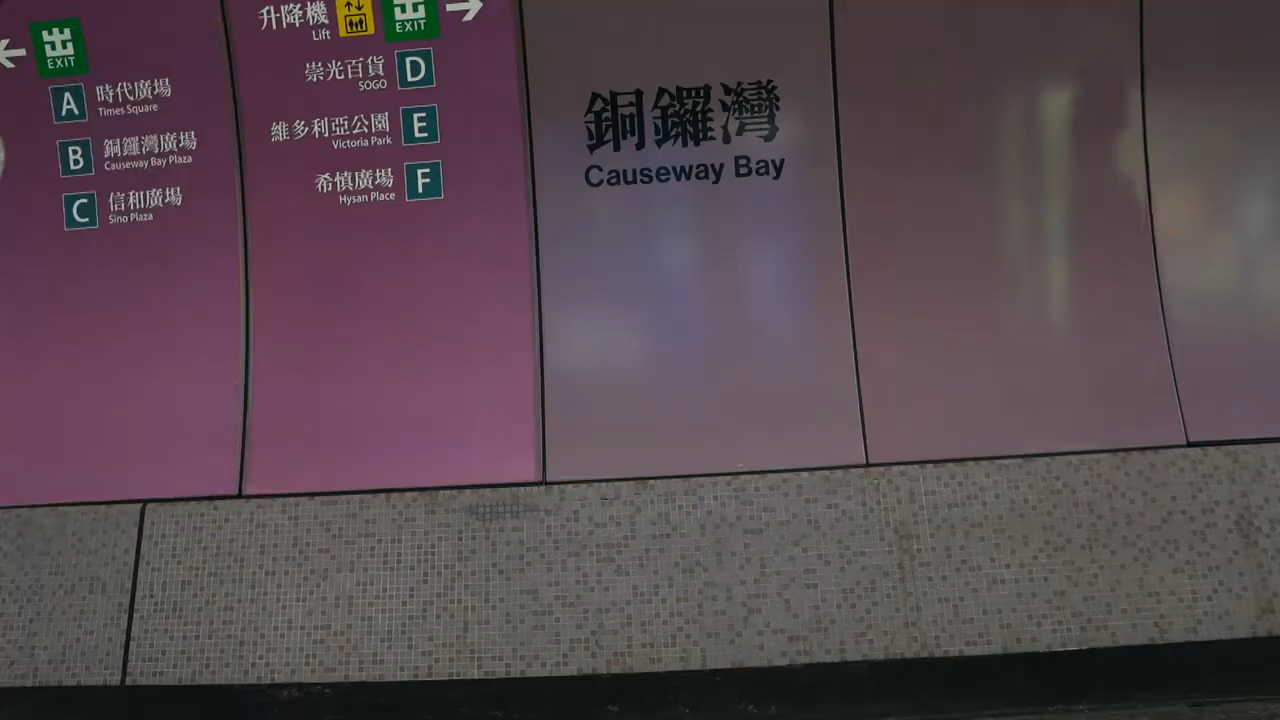 出
EXIT
A 時代廣場
Times Square
B 銅鑼灣廣場
Causeway Bay Plaza
C 信和廣場
Sino Plaza
升降機
Lift
出
EXIT
崇光百貨 D
SOGO
維多利亞公園 E
Victoria Park
希慎廣場 F
Hysan Place
銅鑼灣
Causeway Bay